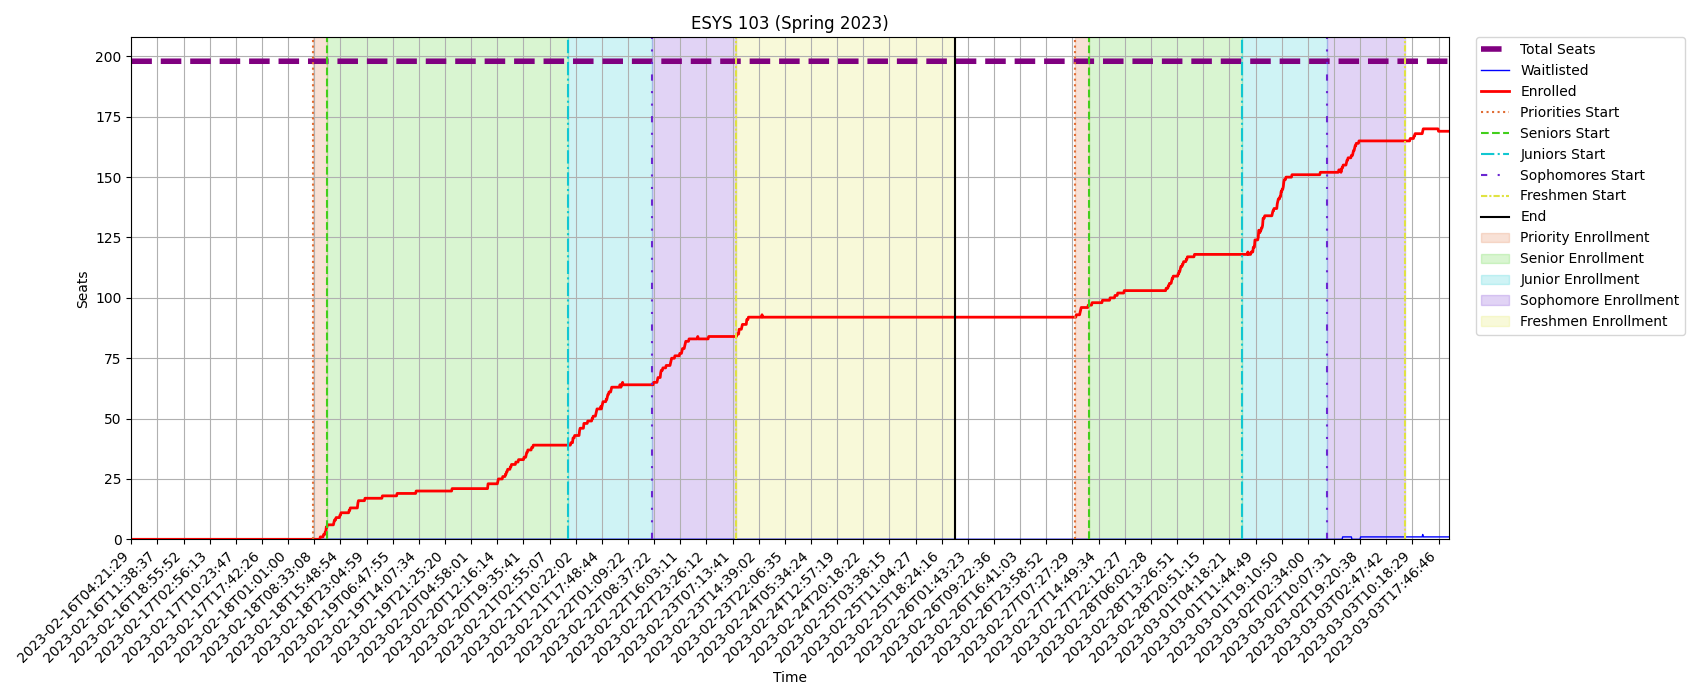 ESYS 103 (Spring 2023)
Seats
200
175
150
125
100
75
50
25
0
2023-02-16T04:21:29
2023-02-16T11:38:37
2023-02-16T18:55:52
2023-02-17T02:56:13
2023-02-17T10:23:47
2023-02-17T17:42:26
2023-02-18T01:01:00
2023-02-18T08:33:08
2023-02-18T15:48:54
2023-02-18T23:04:59
2023-02-19T06:47:55
2023-02-19T14:07:34
2023-02-19T21:25:20
2023-02-20T04:58:01
2023-02-20T12:16:14
2023-02-20T19:35:41
2023-02-21T02:55:07
2023-02-21T10:22:02
2023-02-21T17:48:44
2023-02-22T01:09:22
2023-02-22T08:37:22
2023-02-22T16:03:11
2023-02-22T23:26:12
2023-02-23T07:13:41
2023-02-23T14:39:02
2023-02-23T22:06:35
2023-02-24T05:34:24
2023-02-24T12:57:19
2023-02-24T20:18:22
2023-02-25T03:38:15
2023-02-25T11:04:27
2023-02-25T18:24:16
2023-02-26T01:43:23
2023-02-26T09:22:36
2023-02-26T16:41:03
2023-02-26T23:58:52
2023-02-27T07:27:29
2023-02-27T14:49:34
2023-02-27T22:12:27
2023-02-28T06:02:28
2023-02-28T13:26:51
2023-02-28T20:51:15
2023-03-01T04:18:21
2023-03-01T11:44:49
2023-03-01T19:10:50
2023-03-02T02:34:00
2023-03-02T10:07:31
2023-03-02T19:20:38
2023-03-03T02:47:42
2023-03-03T10:18:29
2023-03-03T17:46:46
Time
Total Seats
Waitlisted
Enrolled
Priorities Start
Seniors Start
Juniors Start
Sophomores Start
Freshmen Start
End
Priority Enrollment
Senior Enrollment
Junior Enrollment
Sophomore Enrollment
Freshmen Enrollment